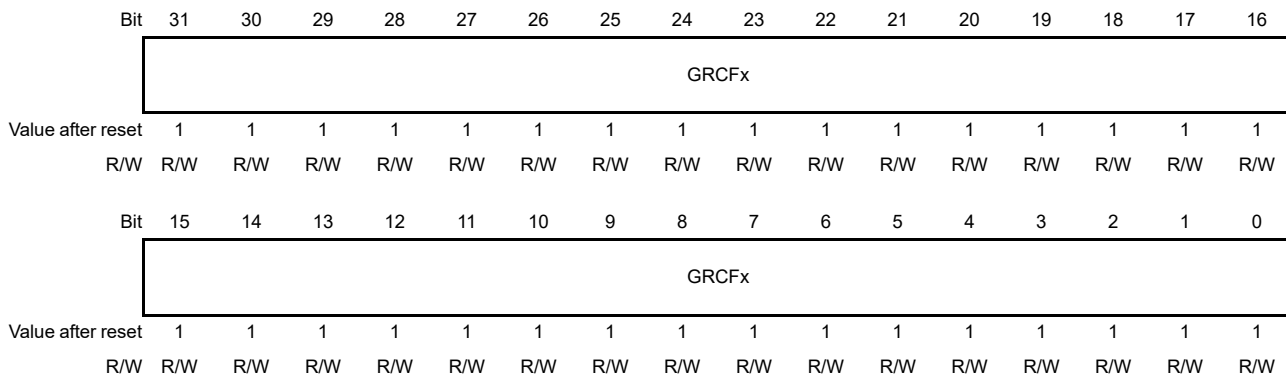 Bit 31 30 29 28 27 26 25 24 23 22 21 20 19 18 17 16
GRCFx
Value after reset 1 1 1 1 1 1 1 1 1 1 1 1 1 1 1 1
R/W R/W R/W R/W R/W R/W R/W R/W R/W R/W R/W R/W R/W R/W R/W R/W R/W
Bit 15 14 13 12 11 10 9 8 7 6 5 4 3 2 1 0
GRCFx
Value after reset 1 1 1 1 1 1 1 1 1 1 1 1 1 1 1 1
R/W R/W R/W R/W R/W R/W R/W R/W R/W R/W R/W R/W R/W R/W R/W R/W R/W